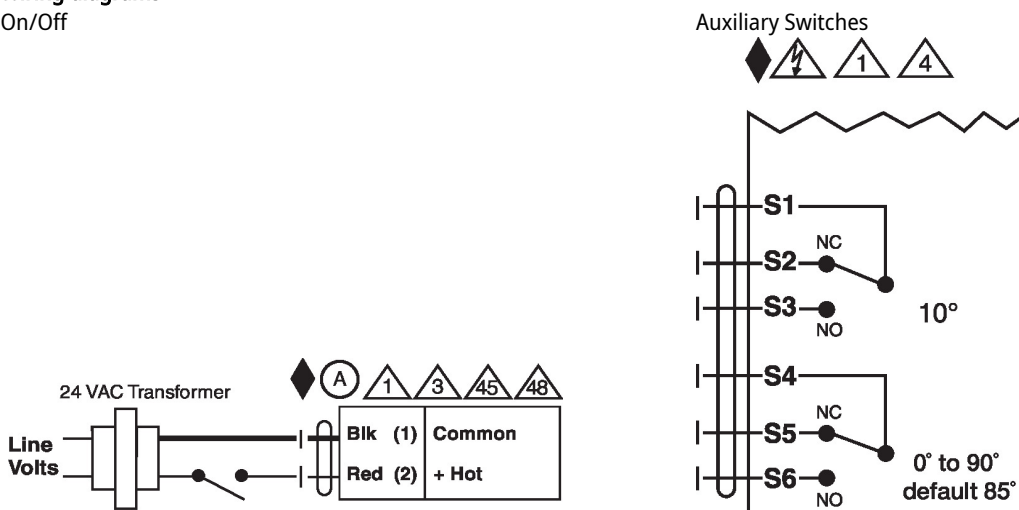 On/Off
Auxiliary Switches
1
4
S1
NC
S2
S3
NO
10°
S4
NC
S5
S6
NO
0° to 90°
default 85°
24 VAC Transformer
A
1
3
45
48
Line
Volts
Blk (1) Common
Red (2) + Hot